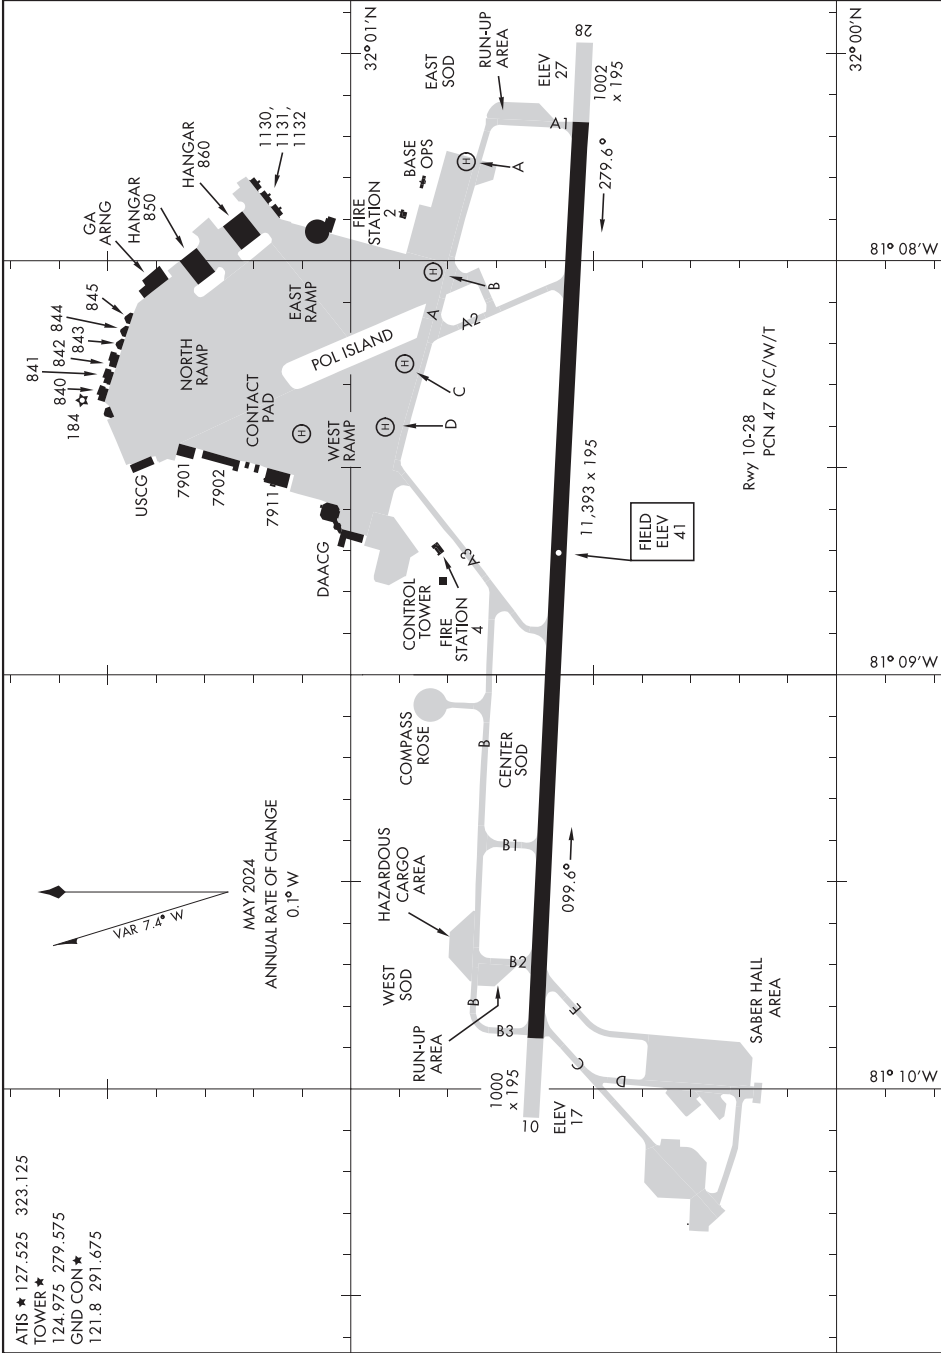 ATIS ★ 127.525 323.125
TOWER ★
124.975 279.575
GND CON ★
121.8 291.675
VAR 7.4° W
MAY 2024
ANNUAL RATE OF CHANGE
0.1° W
184
840
841
842
843
844
845
GA
ARNG
HANGAR
850
HANGAR
860
1130,
1131,
1132
USCG
7901
7902
7911
DAACG
NORTH
RAMP
CONTACT
PAD
WEST
RAMP
EAST
RAMP
POL ISLAND
H
H
H
H
H
FIRE
STATION
2
BASE
OPS
EAST
SOD
RUN-UP
AREA
32° 01'N
CONTROL
TOWER
FIRE
STATION
4
A3
D
C
A
A2
B
A
A1
COMPASS
ROSE
HAZARDOUS
CARGO
AREA
WEST
SOD
RUN-UP
AREA
B
B
B3
B2
B1
CENTER
SOD
1000
x 195
10
ELEV
17
099.6°
11,393 x 195
279.6°
ELEV
27
1002
x 195
28
FIELD
ELEV
41
C
D
E
SABER HALL
AREA
Rwy 10-28
PCN 47 R/C/W/T
32° 00'N
81° 10'W
81° 09'W
81° 08'W